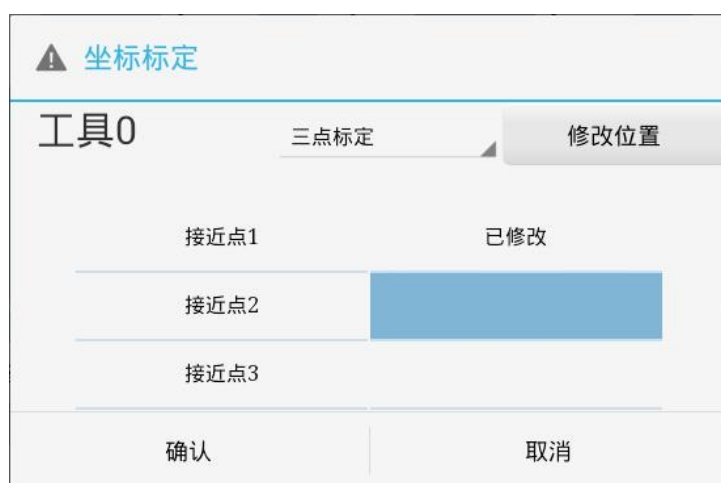 坐标标定
工具0 三点标定 修改位置
接近点1 已修改
接近点2
接近点3
确认 取消